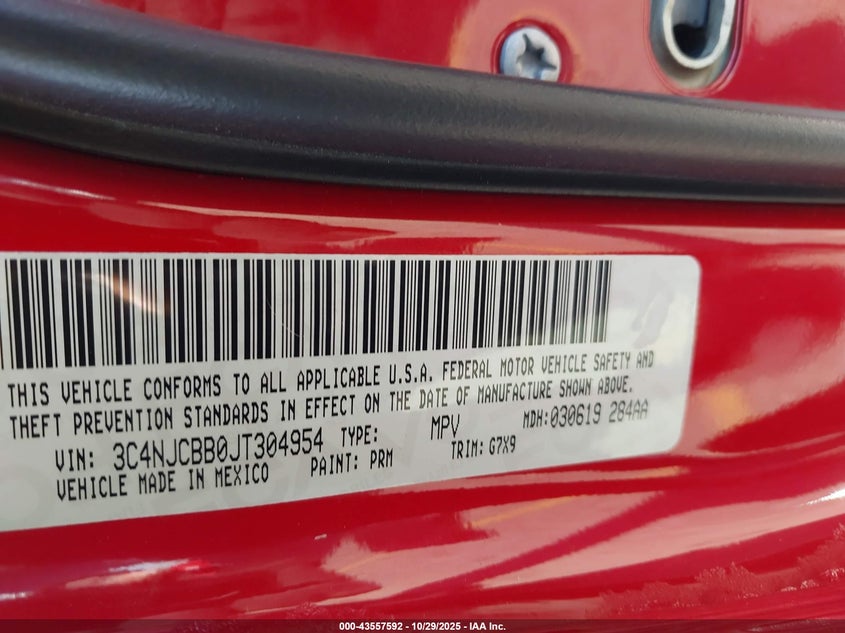 THIS VEHICLE CONFORMS TO ALL APPLICABLE U.S.A. FEDERAL MOTOR VEHICLE SAFETY AND
THEFT PREVENTION STANDARDS IN EFFECT ON THE DATE OF MANUFACTURE SHOWN ABOVE.
MDH:030619 284AA
VIN: 3C4NJCBB0JT304954 TYPE: MPV
VEHICLE MADE IN MEXICO PAINT: PRM TRIM: G7X9
000-43557592 - 10/29/2025 - IAA Inc.